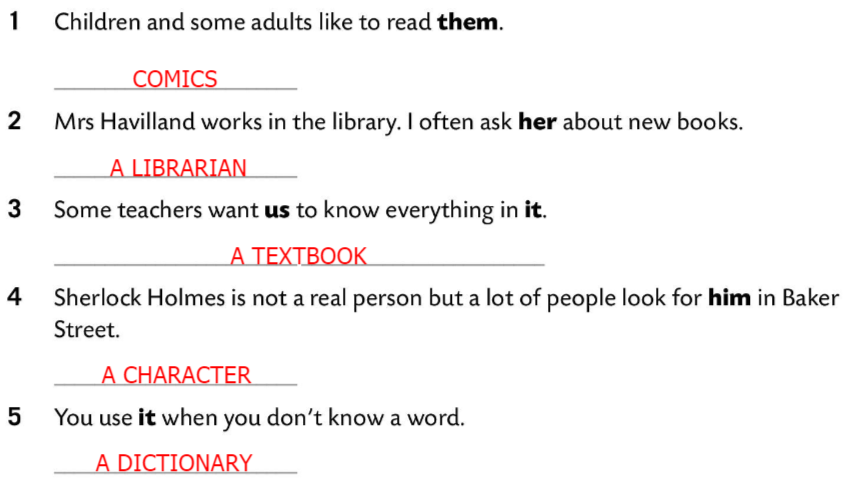 1 Children and some adults like to read them.
COMICS
2 Mrs Havilland works in the library. I often ask her about new books.
A LIBRARIAN
3 Some teachers want us to know everything in it.
A TEXTBOOK
4 Sherlock Holmes is not a real person but a lot of people look for him in Baker
Street.
A CHARACTER
5 You use it when you don't know a word.
A DICTIONARY